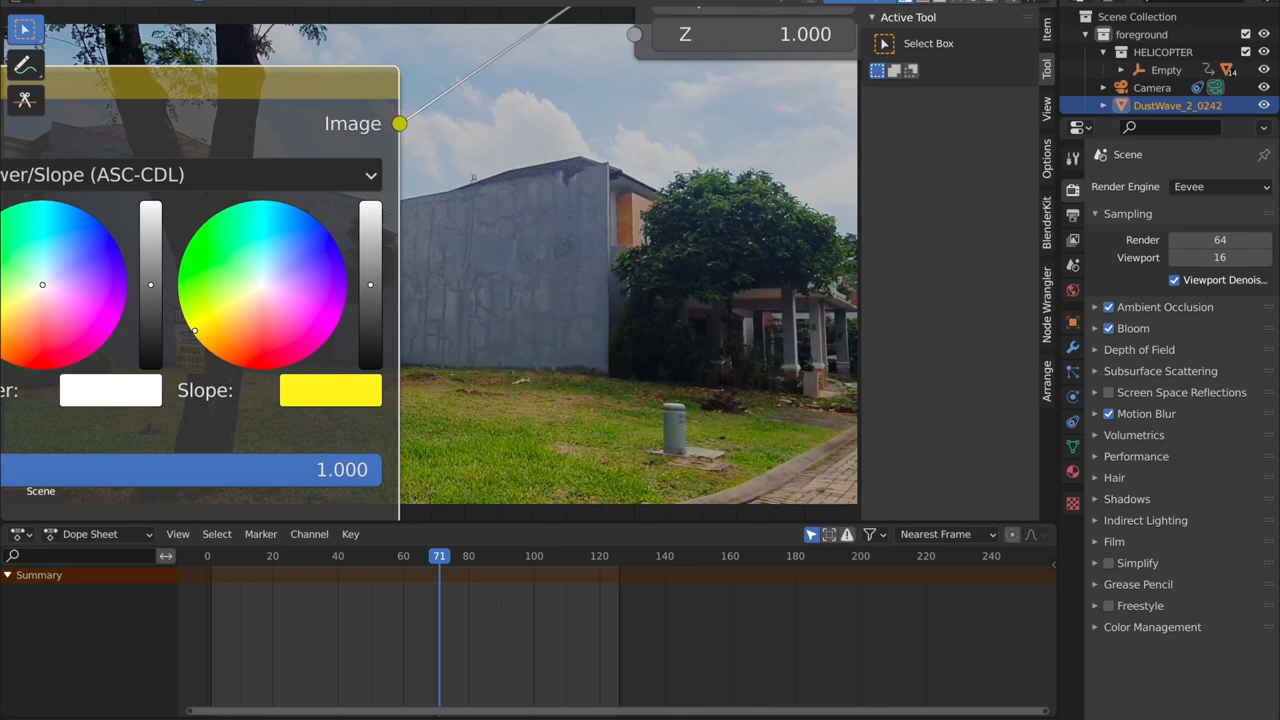 Z 1.000
Active Tool
Select Box
Item
Tool
View
Options
BlenderKit
Node Wrangler
Arrange
Scene Collection
foreground
HELICOPTER
Empty
14
Camera
DustWave_2_0242
Scene
Render Engine Eevee
Sampling
Render 64
Viewport 16
Viewport Denois...
Ambient Occlusion
Bloom
Depth of Field
Subsurface Scattering
Screen Space Reflections
Motion Blur
Volumetrics
Performance
Hair
Shadows
Indirect Lighting
Film
Simplify
Grease Pencil
Freestyle
Color Management
Image
wer/Slope (ASC-CDL)
er:
Slope:
1.000
Scene
Dope Sheet View Select Marker Channel Key Nearest Frame
0 20 40 60 71 80 100 120 140 160 180 200 220 240
Summary